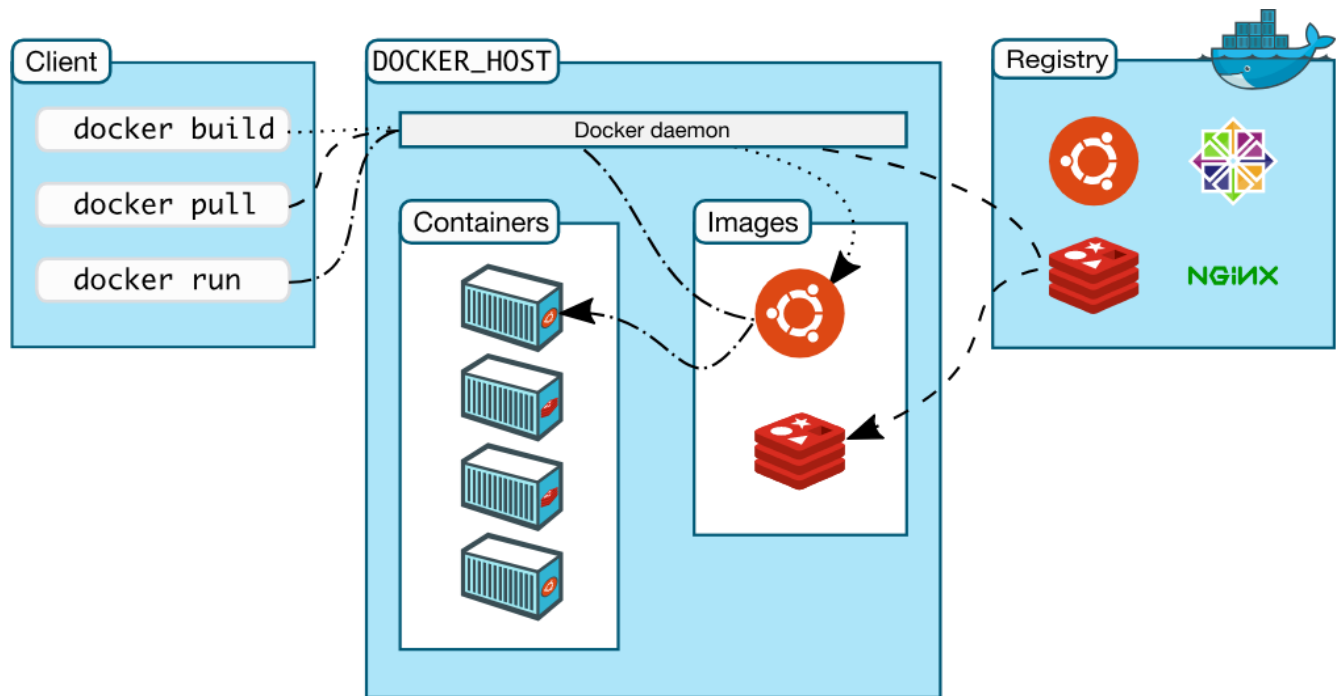 Client
docker build
docker pull
docker run
DOCKER_HOST
Docker daemon
Containers
Images
Registry
NGiNX